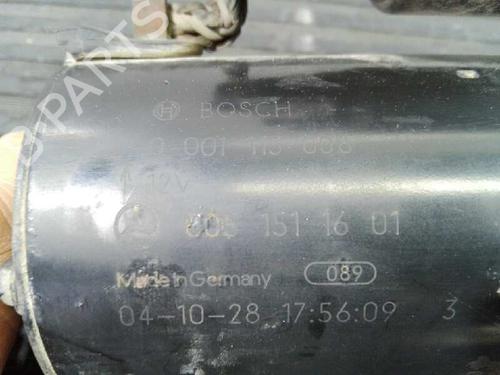 BOSCH
0 001 115 006
12V
005 151 16 01
Made in Germany 089
04-10-28 17:56:09 3